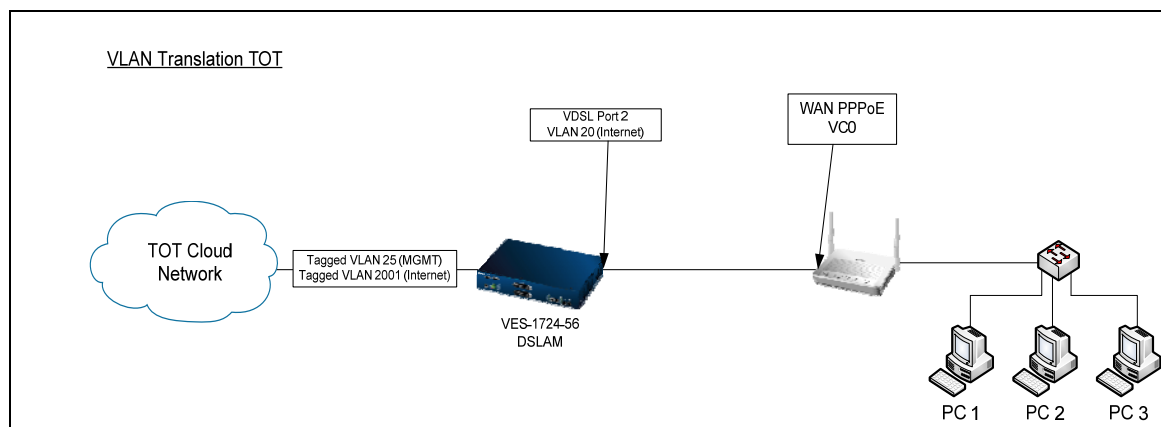 VLAN Translation TOT
VDSL Port 2
VLAN 20 (Internet)
WAN PPPoE
VC0
TOT Cloud
Network
Tagged VLAN 25 (MGMT)
Tagged VLAN 2001 (Internet)
VES-1724-56
DSLAM
PC 1
PC 2
PC 3